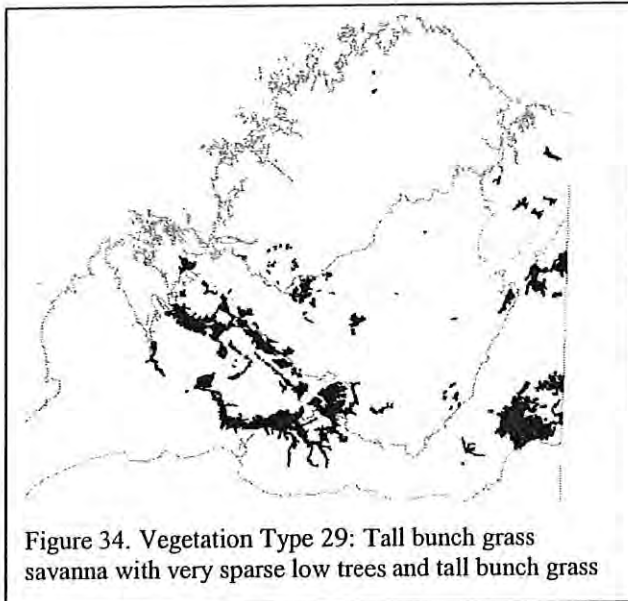 Figure 34. Vegetation Type 29: Tall bunch grass
savanna with very sparse low trees and tall bunch grass